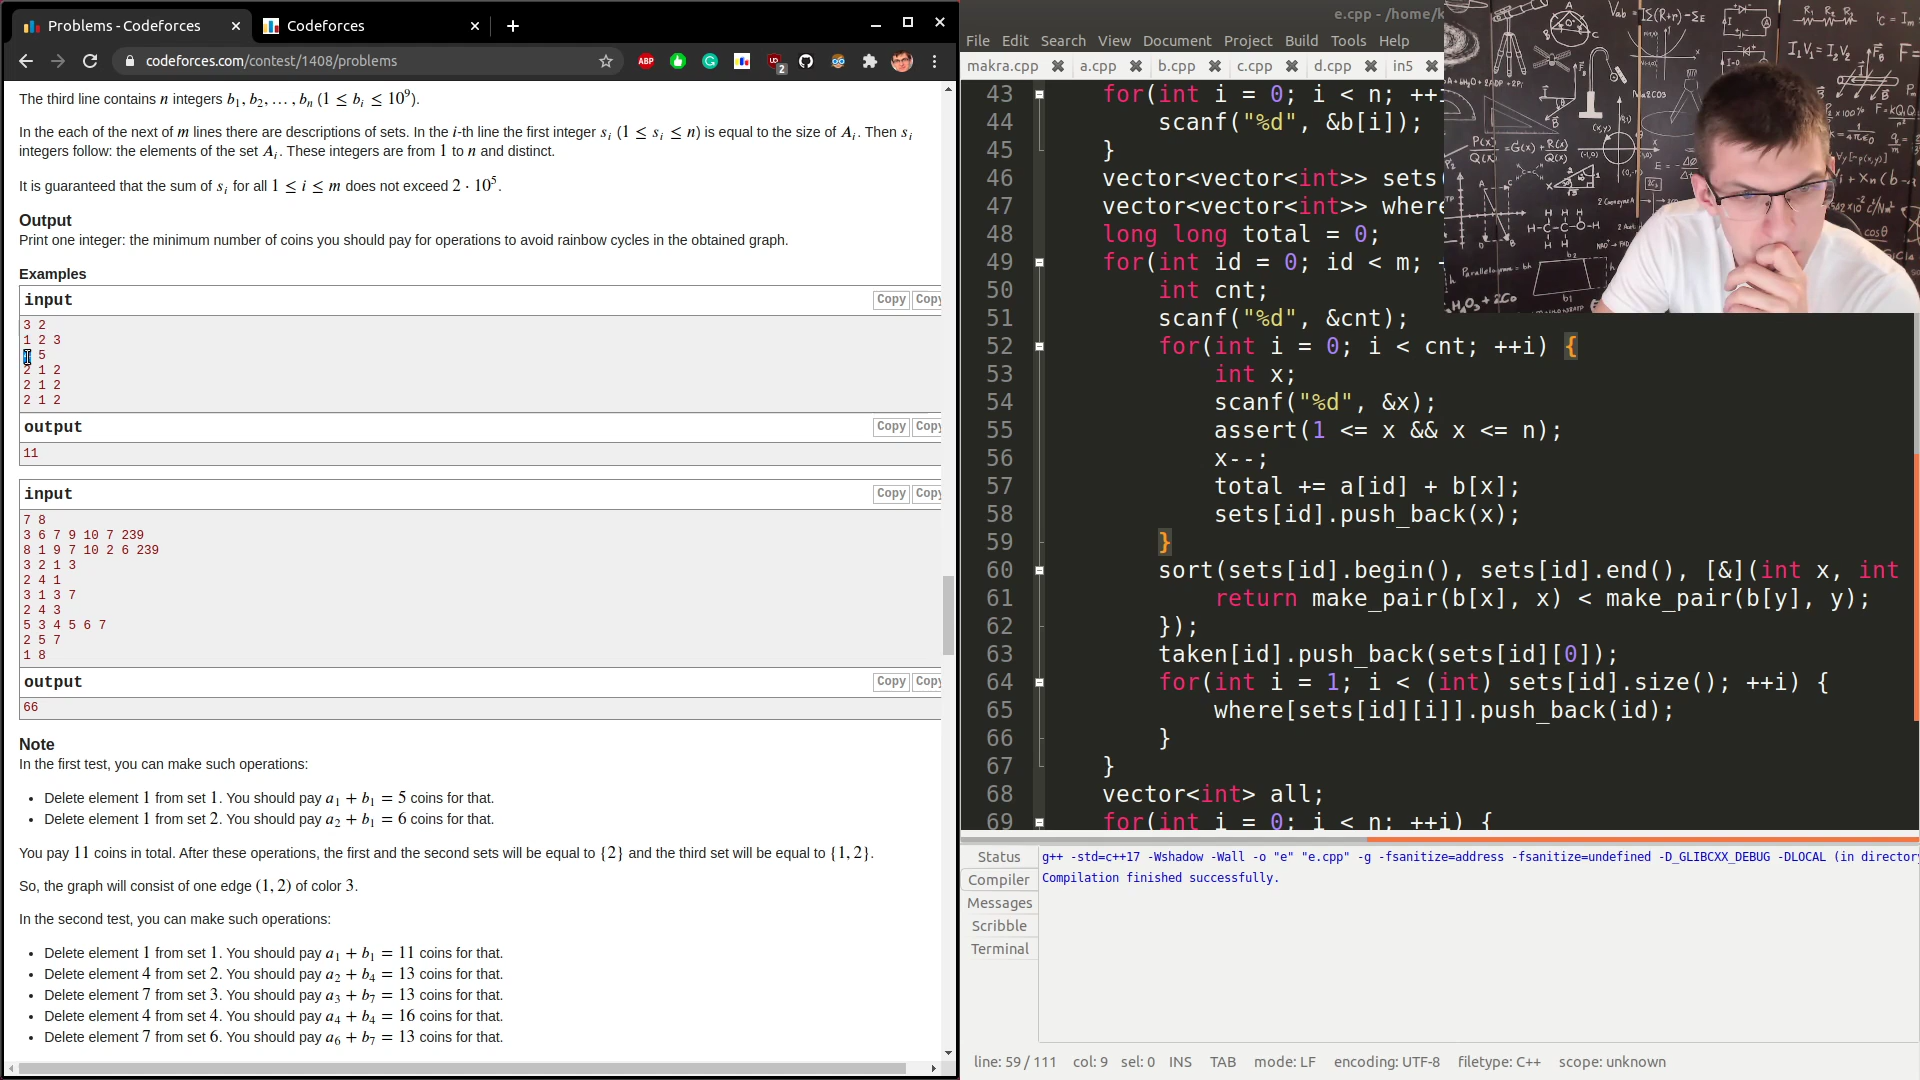 Problems - Codeforces
Codeforces
codeforces.com/contest/1408/problems
The third line contains n integers b₁, b₂, … , bₙ (1 ≤ bᵢ ≤ 10⁹).
In the each of the next of m lines there are descriptions of sets. In the i-th line the first integer sᵢ (1 ≤ sᵢ ≤ n) is equal to the size of Aᵢ. Then sᵢ
integers follow: the elements of the set Aᵢ. These integers are from 1 to n and distinct.
It is guaranteed that the sum of sᵢ for all 1 ≤ i ≤ m does not exceed 2 · 10⁵.
Output
Print one integer: the minimum number of coins you should pay for operations to avoid rainbow cycles in the obtained graph.
Examples
input
Copy
Copy
3 2
1 2 3
5
2 1 2
2 1 2
2 1 2
output
Copy
Copy
11
input
Copy
Copy
7 8
3 6 7 9 10 7 239
8 1 9 7 10 2 6 239
3 2 1 3
2 4 1
3 1 3 7
2 4 3
5 3 4 5 6 7
2 5 7
1 8
output
Copy
Copy
66
Note
In the first test, you can make such operations:
• Delete element 1 from set 1. You should pay a₁ + b₁ = 5 coins for that.
• Delete element 1 from set 2. You should pay a₂ + b₁ = 6 coins for that.
You pay 11 coins in total. After these operations, the first and the second sets will be equal to {2} and the third set will be equal to {1, 2}.
So, the graph will consist of one edge (1, 2) of color 3.
In the second test, you can make such operations:
• Delete element 1 from set 1. You should pay a₁ + b₁ = 11 coins for that.
• Delete element 4 from set 2. You should pay a₂ + b₄ = 13 coins for that.
• Delete element 7 from set 3. You should pay a₃ + b₇ = 13 coins for that.
• Delete element 4 from set 4. You should pay a₄ + b₄ = 16 coins for that.
• Delete element 7 from set 6. You should pay a₆ + b₇ = 13 coins for that.
e.cpp - /home/k
File Edit Search View Document Project Build Tools Help
makra.cpp a.cpp b.cpp c.cpp d.cpp in5
43 for(int i = 0; i < n; ++i
44 scanf("%d", &b[i]);
45 }
46 vector<vector<int>> sets(
47 vector<vector<int>> where
48 long long total = 0;
49 for(int id = 0; id < m; +
50 int cnt;
51 scanf("%d", &cnt);
52 for(int i = 0; i < cnt; ++i) {
53 int x;
54 scanf("%d", &x);
55 assert(1 <= x && x <= n);
56 x--;
57 total += a[id] + b[x];
58 sets[id].push_back(x);
59 }
60 sort(sets[id].begin(), sets[id].end(), [&](int x, int
61 return make_pair(b[x], x) < make_pair(b[y], y);
62 });
63 taken[id].push_back(sets[id][0]);
64 for(int i = 1; i < (int) sets[id].size(); ++i) {
65 where[sets[id][i]].push_back(id);
66 }
67 }
68 vector<int> all;
69 for(int i = 0; i < n; ++i) {
Status
Compiler
Messages
Scribble
Terminal
g++ -std=c++17 -Wshadow -Wall -o "e" "e.cpp" -g -fsanitize=address -fsanitize=undefined -D_GLIBCXX_DEBUG -DLOCAL (in directory
Compilation finished successfully.
line: 59 / 111 col: 9 sel: 0 INS TAB mode: LF encoding: UTF-8 filetype: C++ scope: unknown